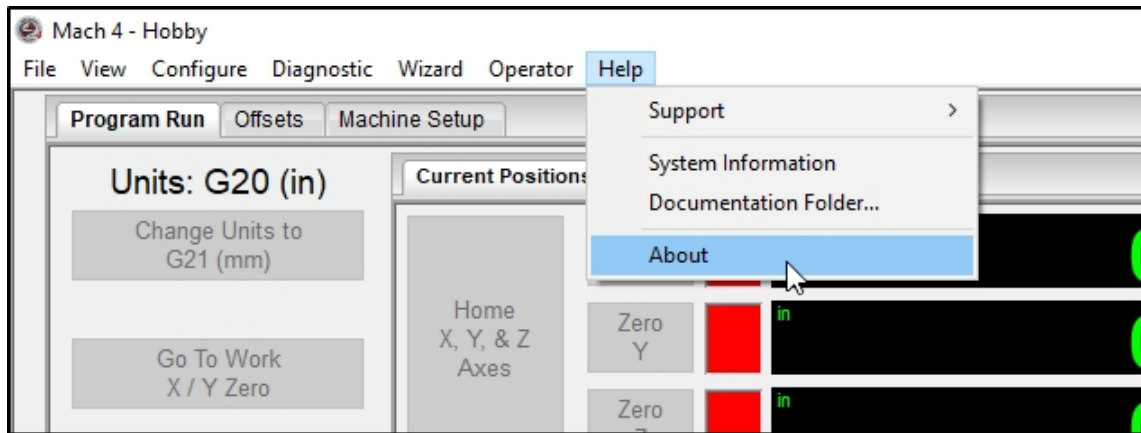 Mach 4 - Hobby
File View Configure Diagnostic Wizard Operator Help
Support
System Information
Documentation Folder...
About
Program Run Offsets Machine Setup
Units: G20 (in)
Change Units to
G21 (mm)
Go To Work
X / Y Zero
Current Positions
Home
X, Y, & Z
Axes
Zero
Y
in
Zero
in